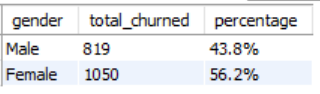 gender total_churned percentage
Male 819 43.8%
Female 1050 56.2%